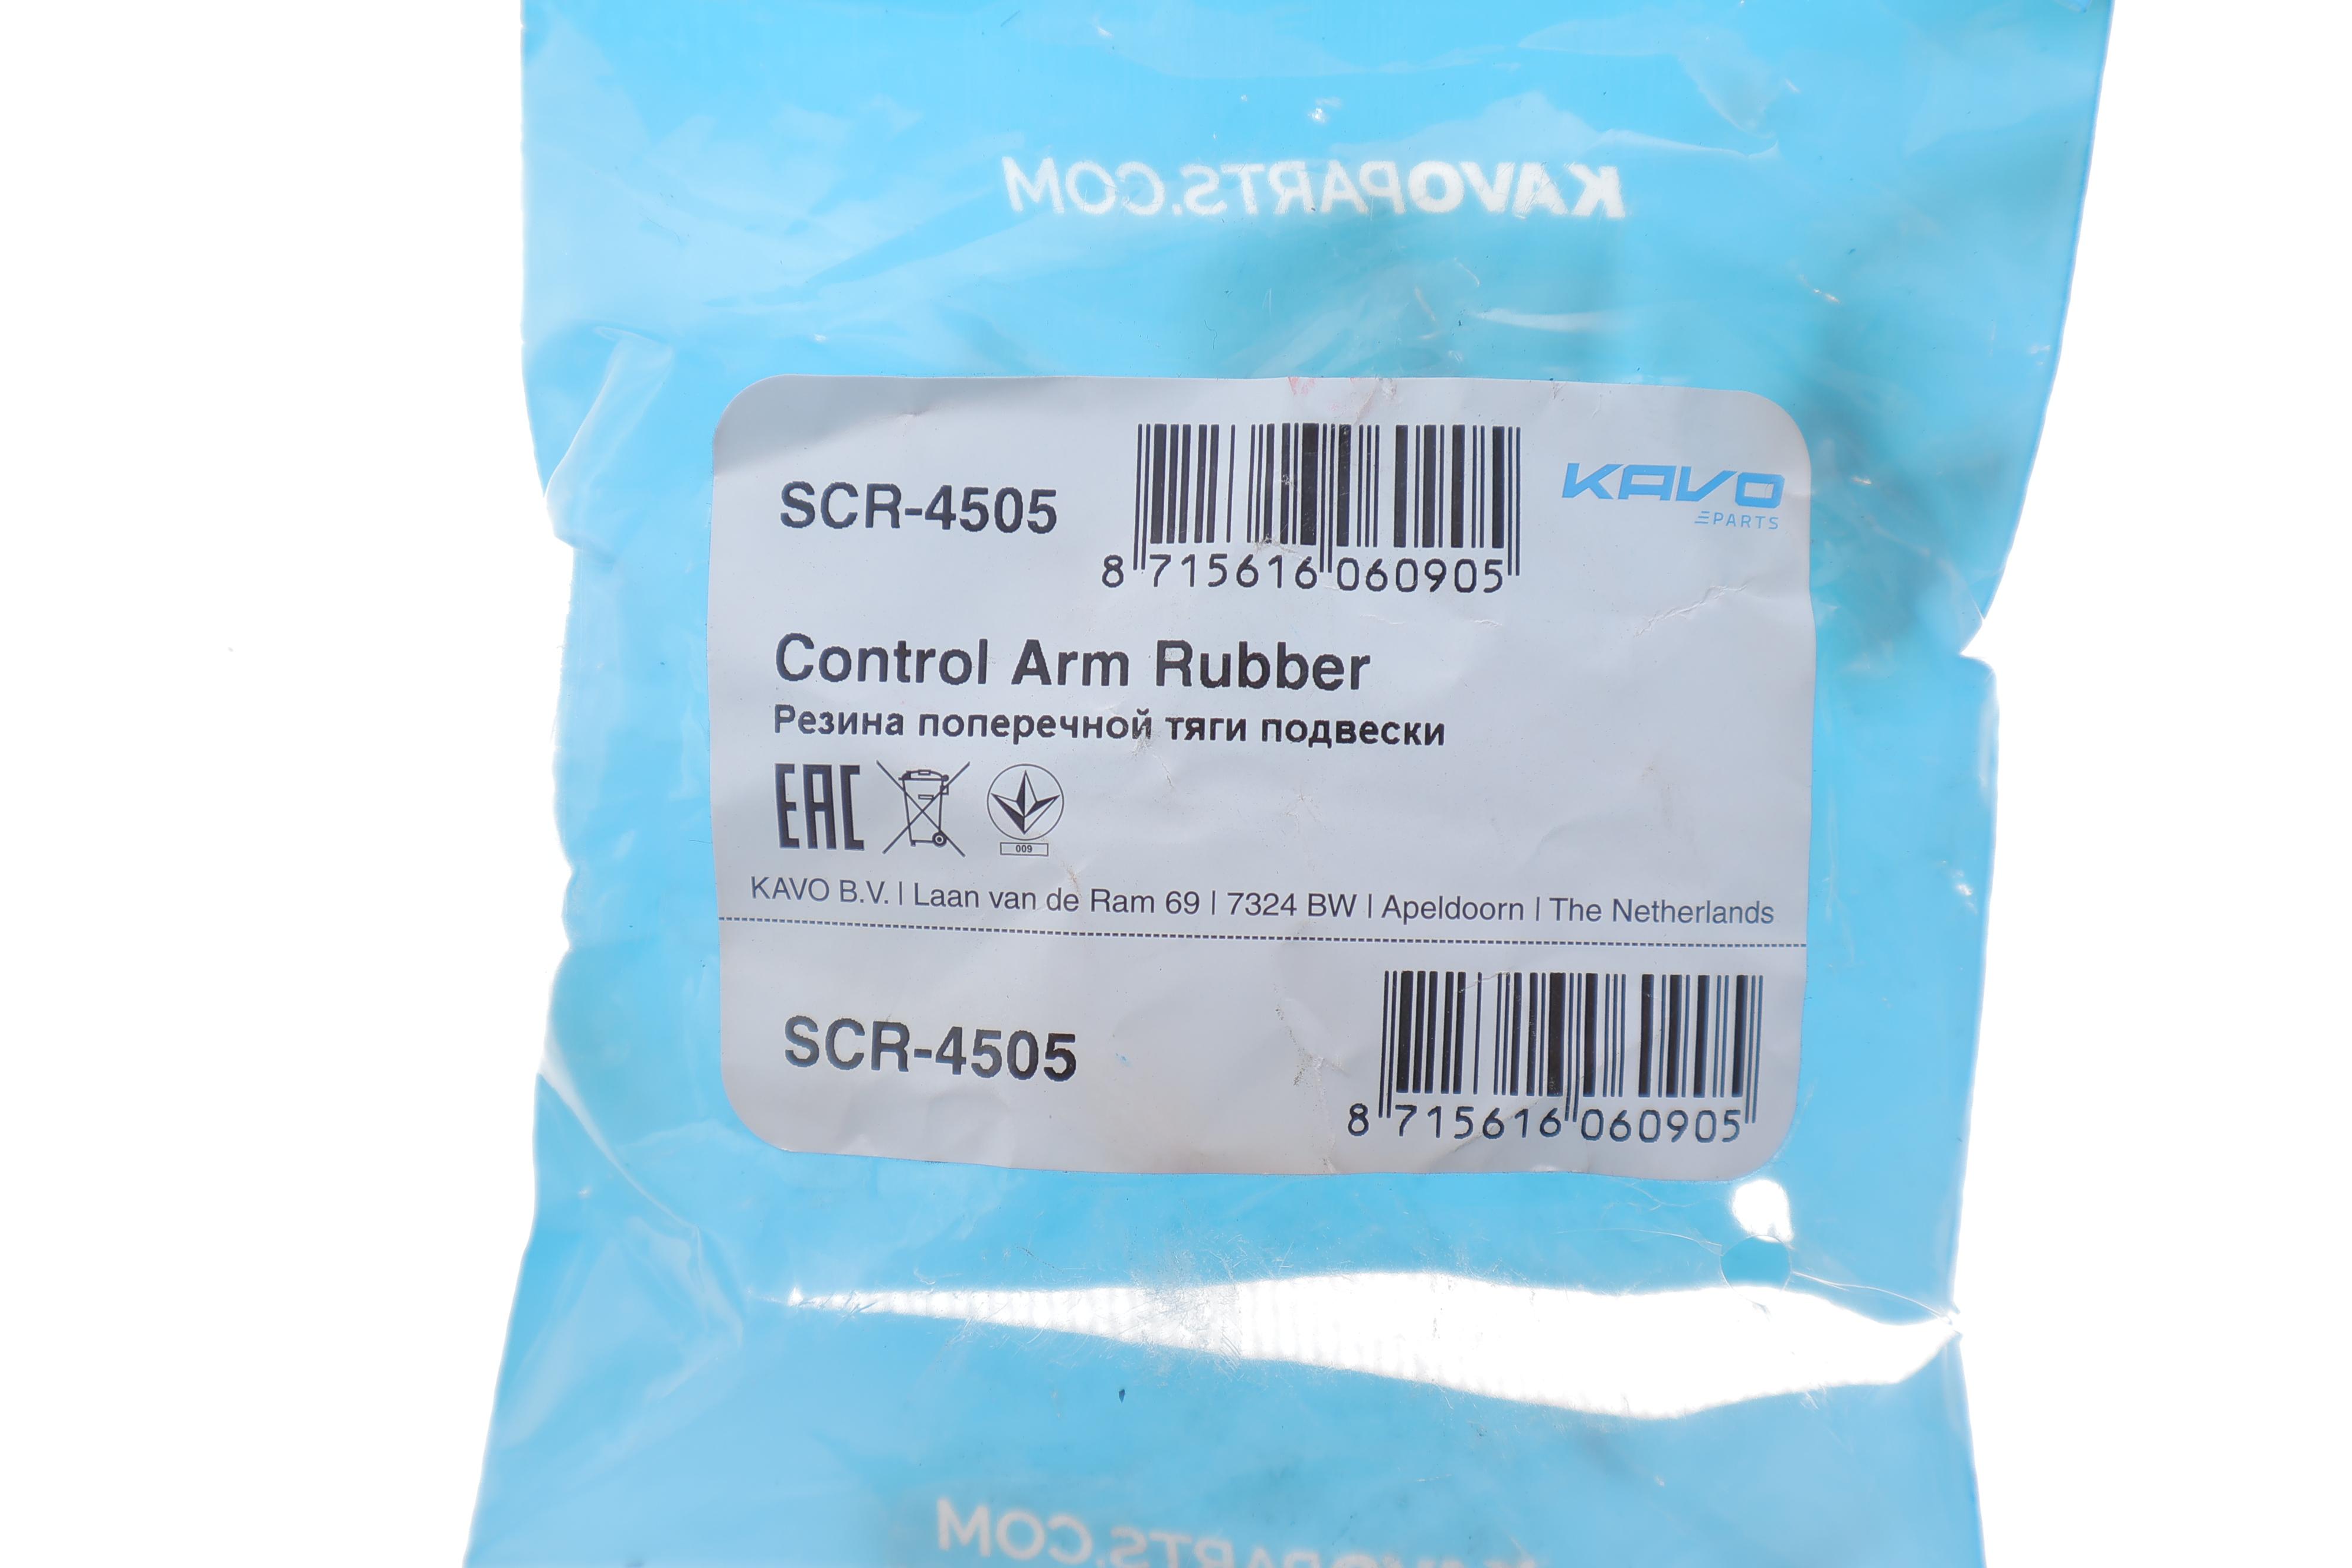 KAVOPARTS.COM
SCR-4505
8 715616 060905
KAVO
PARTS
Control Arm Rubber
Резина поперечной тяги подвески
EAC
009
KAVO B.V. | Laan van de Ram 69 | 7324 BW | Apeldoorn | The Netherlands
SCR-4505
8 715616 060905
KAVOPARTS.COM